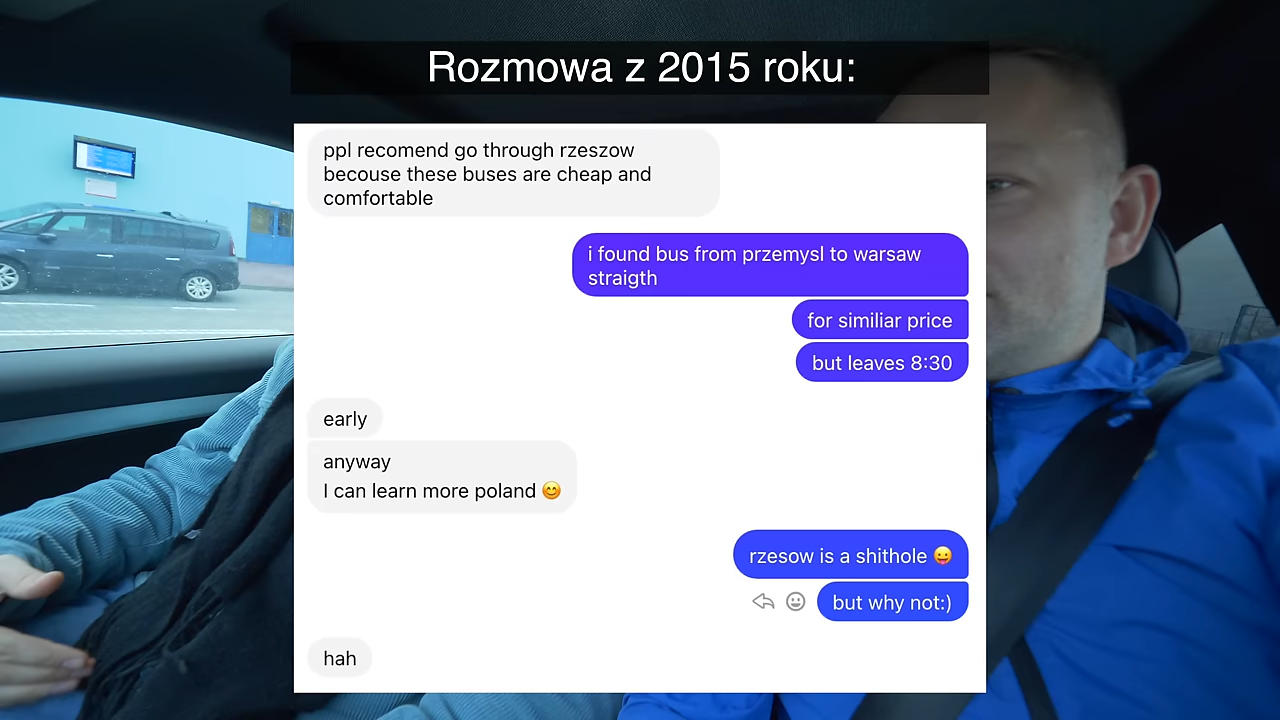 Rozmowa z 2015 roku:
ppl recomend go through rzeszow
becouse these buses are cheap and
comfortable
i found bus from przemysl to warsaw
straigth
for similiar price
but leaves 8:30
early
anyway
I can learn more poland 😊
rzesow is a shithole 😛
but why not:)
hah